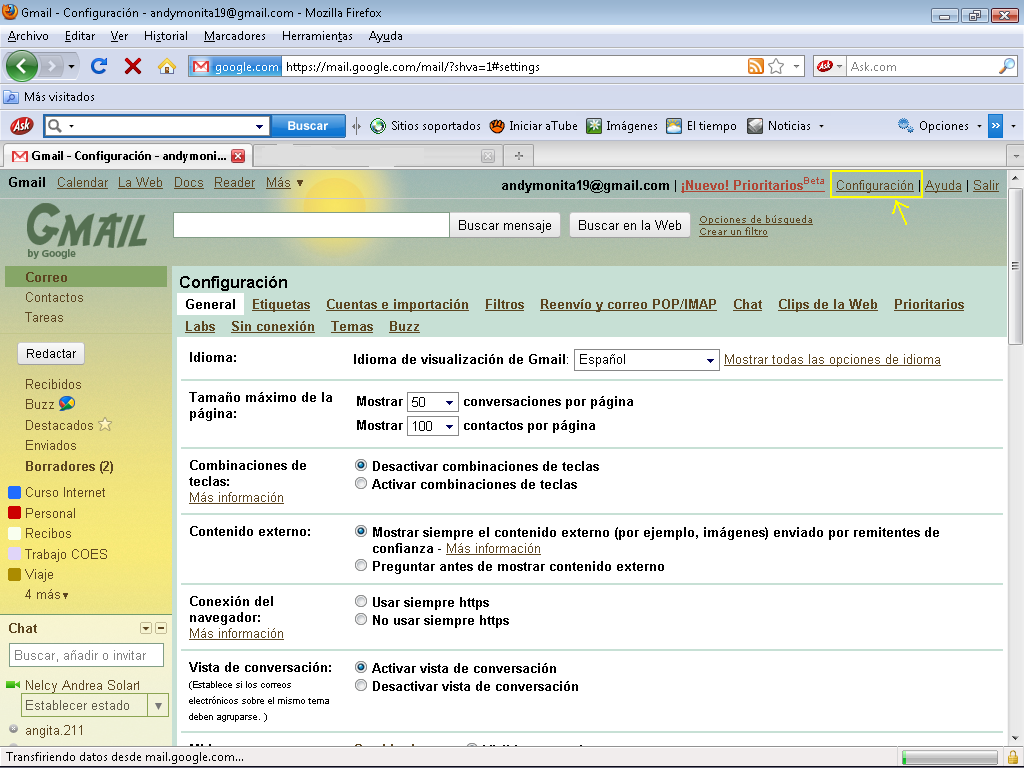 Gmail - Configuración - andymonita19@gmail.com - Mozilla Firefox
Archivo Editar Ver Historial Marcadores Herramientas Ayuda
google.com https://mail.google.com/mail/?shva=1#settings Ask Ask.com
Más visitados
Ask Buscar Sitios soportados Iniciar aTube Imágenes El tiempo Noticias Opciones »
Gmail - Configuración - andymoni...
Gmail Calendar La Web Docs Reader Más ▼ andymonita19@gmail.com | ¡Nuevo! Prioritarios Beta Configuración | Ayuda | Salir
GMAIL
by Google
Buscar mensaje Buscar en la Web Opciones de búsqueda
Crear un filtro
Correo
Contactos
Tareas
Redactar
Recibidos
Buzz
Destacados
Enviados
Borradores (2)
Curso Internet
Personal
Recibos
Trabajo COES
Viaje
4 más▼
Chat
Buscar, añadir o invitar
Nelcy Andrea Solart
Establecer estado
angita.211
Configuración
General Etiquetas Cuentas e importación Filtros Reenvío y correo POP/IMAP Chat Clips de la Web Prioritarios
Labs Sin conexión Temas Buzz
Idioma: Idioma de visualización de Gmail: Español Mostrar todas las opciones de idioma
Tamaño máximo de la página: Mostrar 50 conversaciones por página
Mostrar 100 contactos por página
Combinaciones de teclas:
Más información
Desactivar combinaciones de teclas
Activar combinaciones de teclas
Contenido externo: Mostrar siempre el contenido externo (por ejemplo, imágenes) enviado por remitentes de
confianza - Más información
Preguntar antes de mostrar contenido externo
Conexión del navegador:
Más información
Usar siempre https
No usar siempre https
Vista de conversación:
(Establece si los correos
electrónicos sobre el mismo tema
deben agruparse. )
Activar vista de conversación
Desactivar vista de conversación
Transfiriendo datos desde mail.google.com...